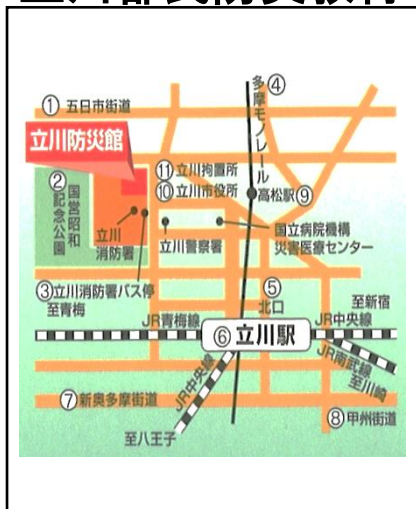 ④
多摩モノレール
① 五日市街道
立川防災館
②
国営昭和
記念公園
⑪ 立川拘置所
⑩ 立川市役所
高松駅⑨
立川
消防署
立川警察署
国立病院機構
災害医療センター
③立川消防署バス停
⑤
北口
至青梅
至新宿
JR青梅線
⑥ 立川駅
JR中央線
JR南武線
至川崎
JR中央線
⑦ 新奥多摩街道
⑧ 甲州街道
至八王子